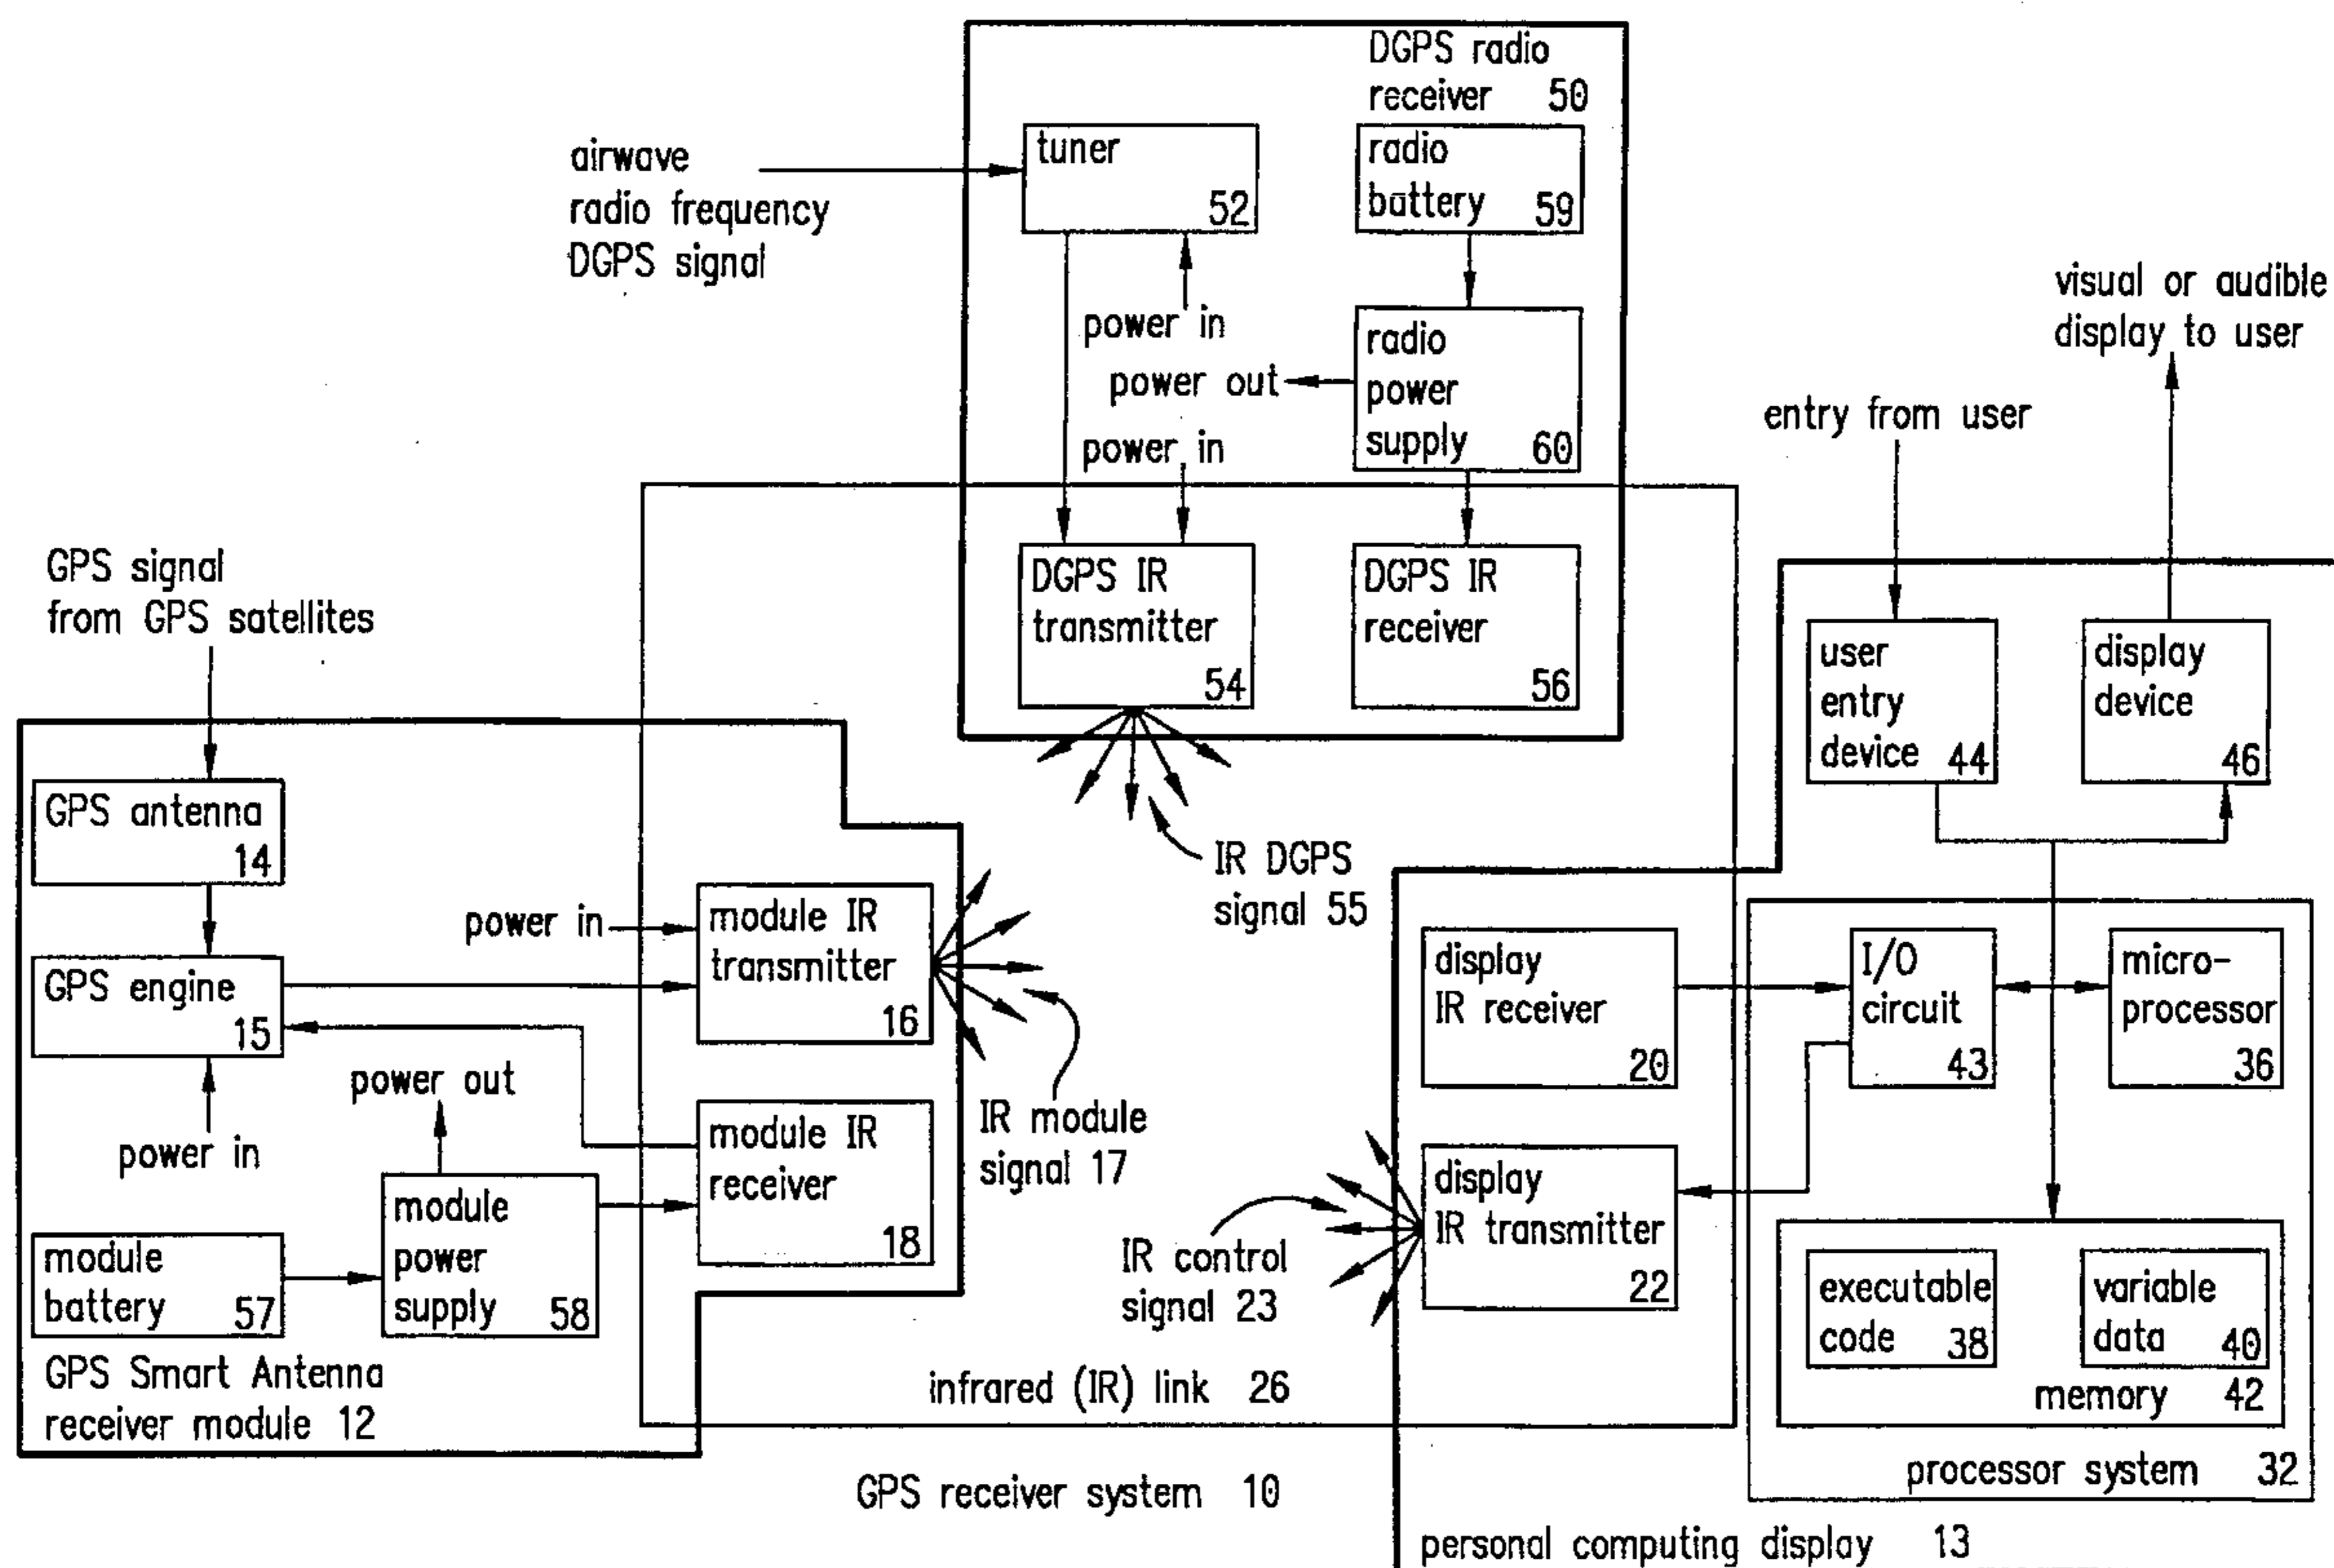 DGPS radio
receiver 50
airwave
radio frequency
DGPS signal
tuner
52
radio
battery 59
power in
radio
power
supply 60
power out
power in
DGPS IR
transmitter
54
DGPS IR
receiver
56
IR DGPS
signal 55
visual or audible
display to user
entry from user
user
entry
device 44
display
device
46
GPS signal
from GPS satellites
GPS antenna
14
GPS engine
15
power in
power out
module
battery 57
module
power
supply 58
GPS Smart Antenna
receiver module 12
power in
module IR
transmitter
16
module IR
receiver
18
IR module
signal 17
display
IR receiver
20
display
IR transmitter
22
IR control
signal 23
infrared (IR) link 26
I/O
circuit
43
micro-
processor
36
executable
code 38
variable
data 40
memory 42
processor system 32
GPS receiver system 10
personal computing display 13